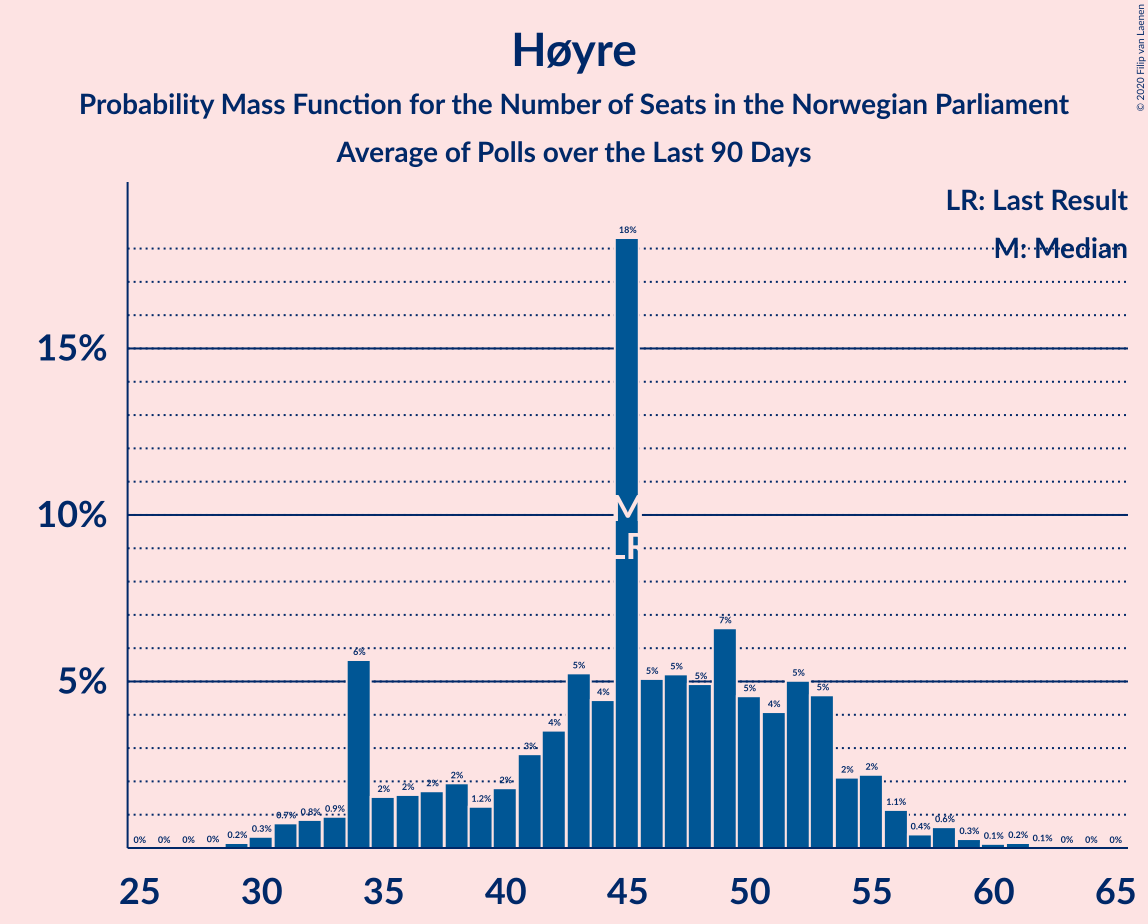 Høyre
Probability Mass Function for the Number of Seats in the Norwegian Parliament
Average of Polls over the Last 90 Days
© 2020 Filip van Laenen
LR: Last Result
M: Median
15%
10%
5%
0% 0% 0% 0% 0.2% 0.3% 0.7% 0.8% 0.9% 6% 2% 2% 2% 2% 1.2% 2% 3% 4% 5% 4% 18% 5% 5% 5% 7% 5% 4% 5% 5% 2% 2% 1.1% 0.4% 0.6% 0.3% 0.1% 0.2% 0.1% 0% 0% 0%
M
LR
25 30 35 40 45 50 55 60 65